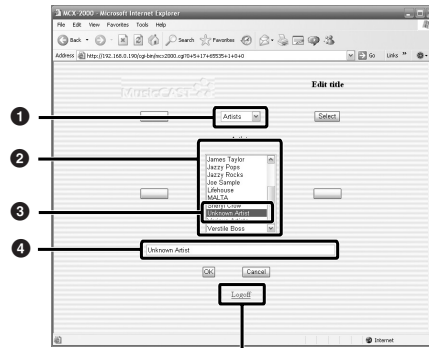 MCX-2000 - Microsoft Internet Explorer
File Edit View Favorites Tools Help
Back Search Favorites
Address http://192.168.0.190/cgi-bin/mcx2000.cgi?0+5+17+65535+1+0+0 Go Links »
MUSICCAST
Edit title
1
Artists
Select
2
James Taylor
Jazzy Pops
Jazzy Rocks
Joe Sample
Lifehouse
MALTA
Sheryl Crow
3
Unknown Artist
Verstile Boss
4
Unknown Artist
OK Cancel
Logoff
Internet